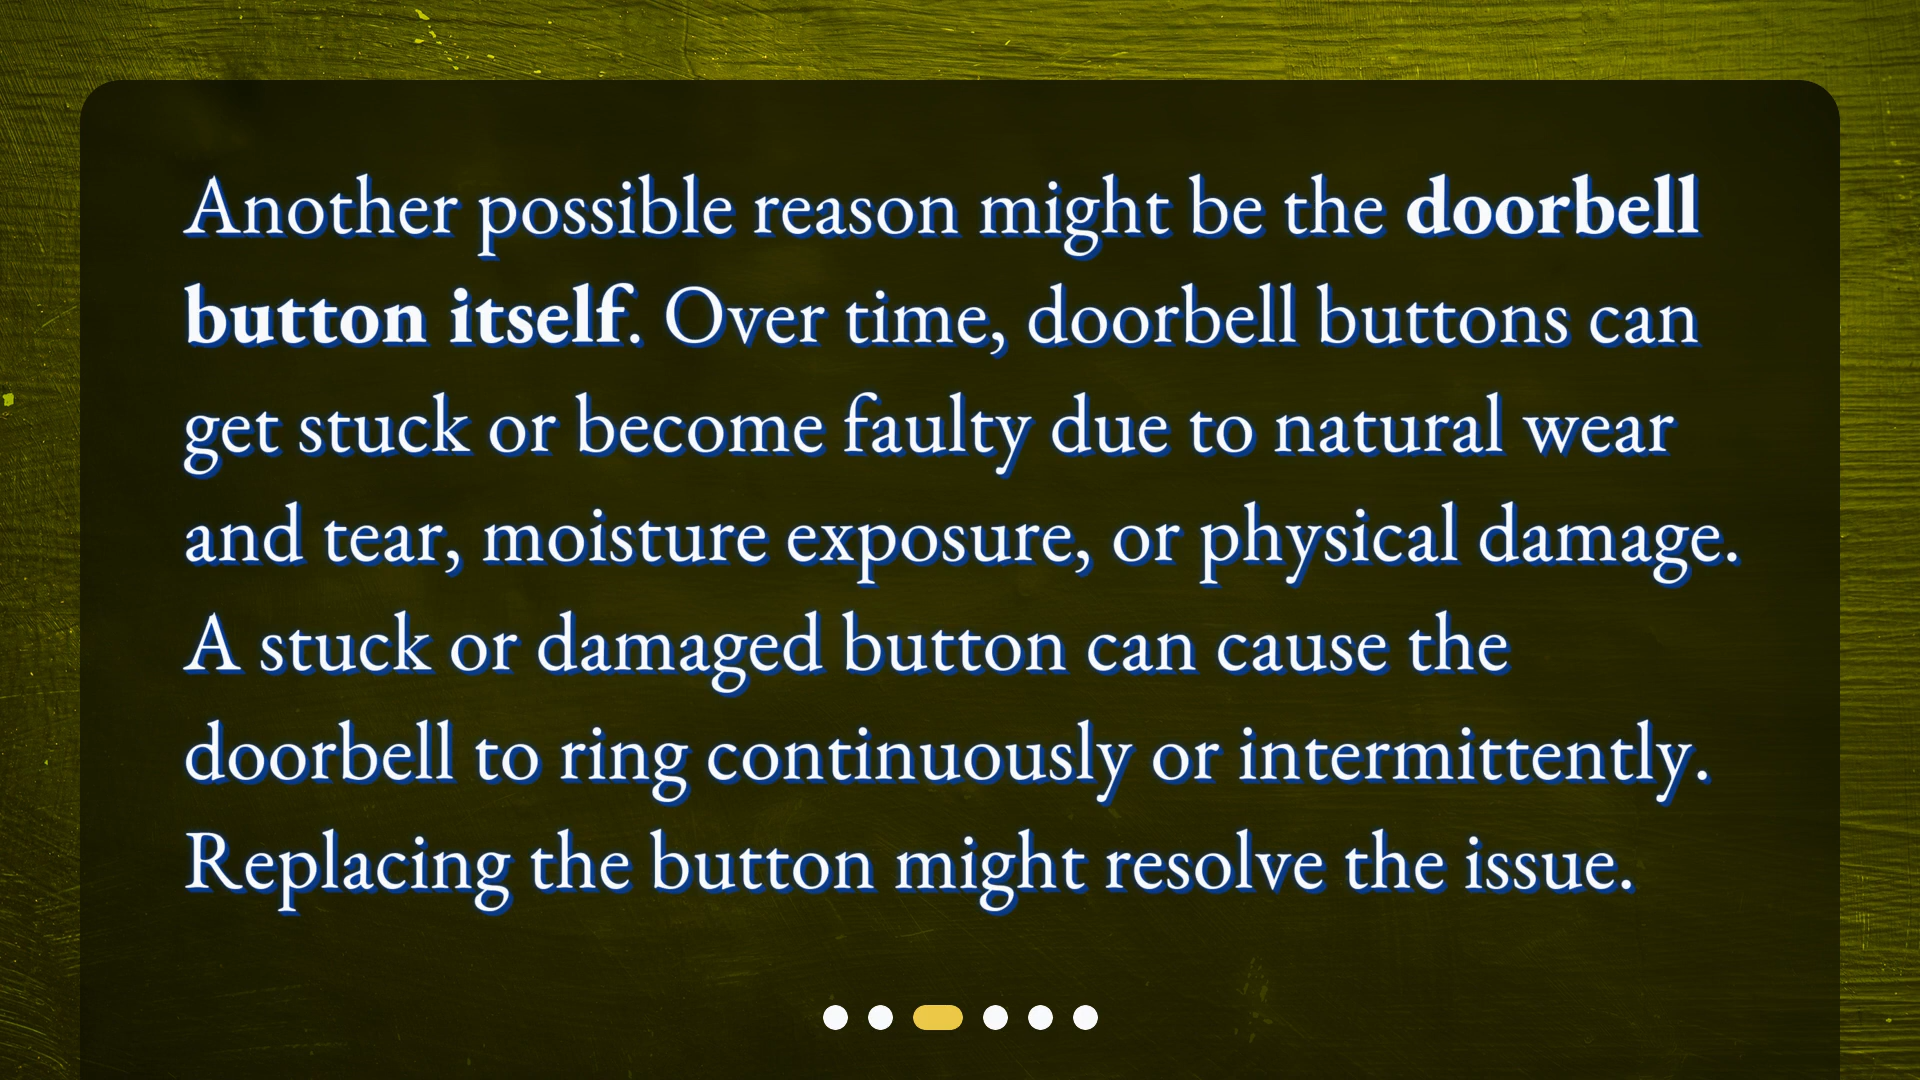 Another possible reason might be the doorbell
button itself. Over time, doorbell buttons can
get stuck or become faulty due to natural wear
and tear, moisture exposure, or physical damage.
A stuck or damaged button can cause the
doorbell to ring continuously or intermittently.
Replacing the button might resolve the issue.